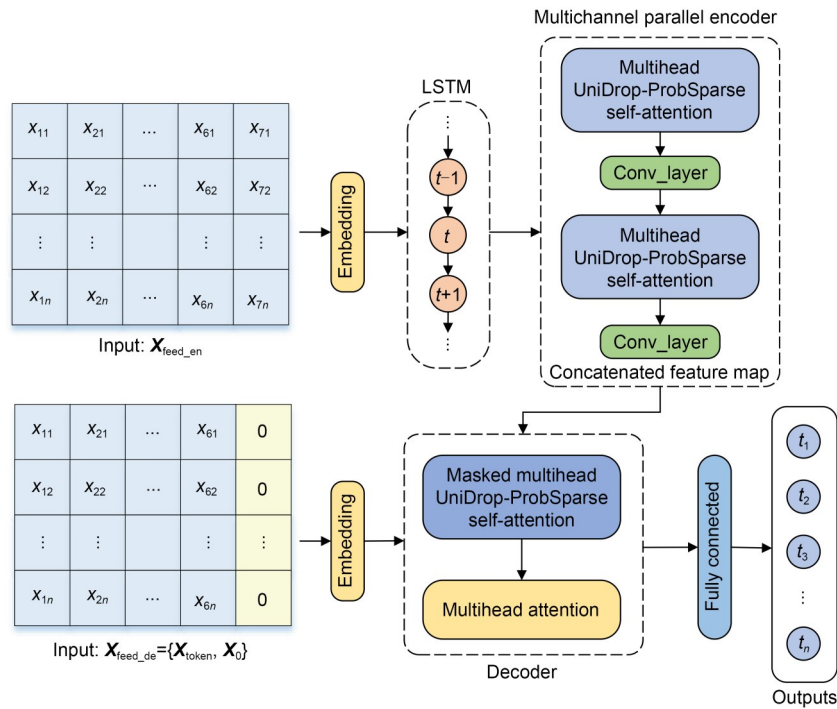 Multichannel parallel encoder
Multihead
UniDrop-ProbSparse
self-attention
Conv_layer
Multihead
UniDrop-ProbSparse
self-attention
Conv_layer
Concatenated feature map
LSTM
⋮
t−1
t
t+1
⋮
Embedding
x₁₁ x₂₁ ... x₆₁ x₇₁
x₁₂ x₂₂ ... x₆₂ x₇₂
⋮ ⋮ ⋮ ⋮
x₁ₙ x₂ₙ ... x₆ₙ x₇ₙ
Input: X_feed_en
x₁₁ x₂₁ ... x₆₁ 0
x₁₂ x₂₂ ... x₆₂ 0
⋮ ⋮ ⋮ ⋮
x₁ₙ x₂ₙ ... x₆ₙ 0
Input: X_feed_de={X_token, X₀}
Embedding
Masked multihead
UniDrop-ProbSparse
self-attention
Multihead attention
Decoder
Fully connected
t₁
t₂
t₃
⋮
tₙ
Outputs